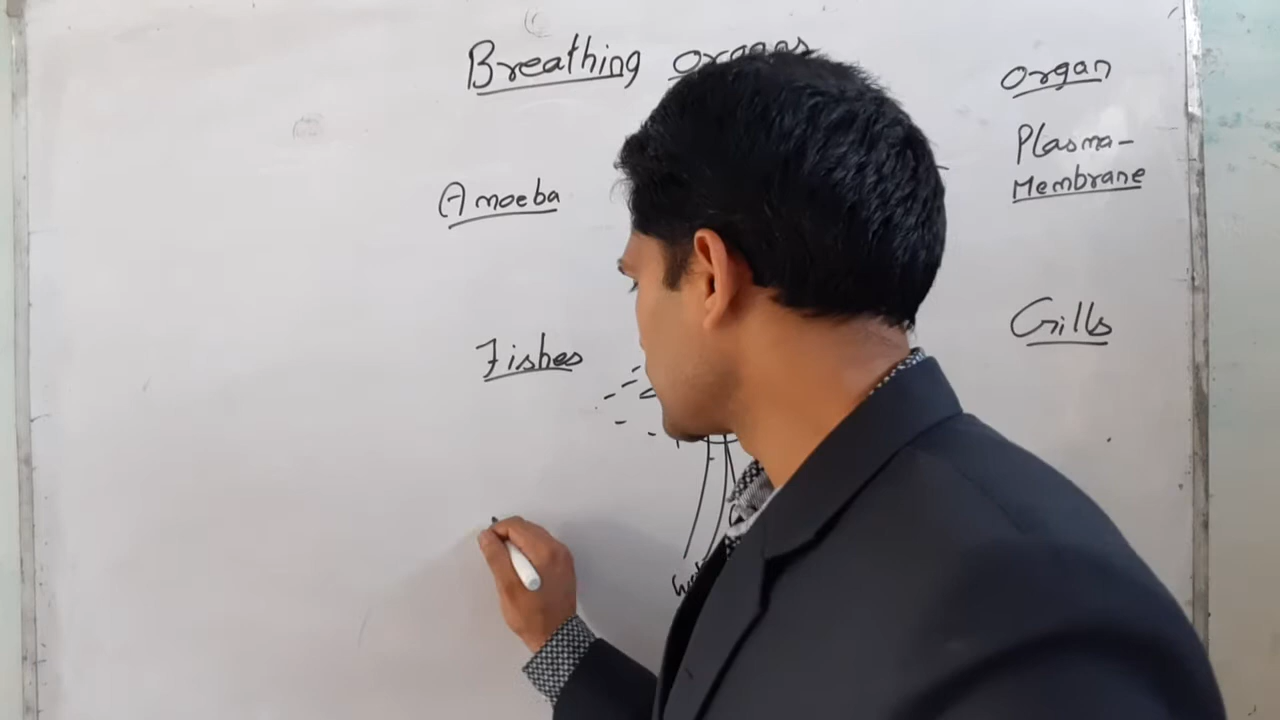 Breathing organs
Organ
Plasma-
Membrane
Amoeba
Gills
Fishes